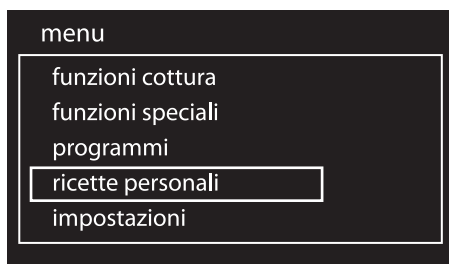 menu
funzioni cottura
funzioni speciali
programmi
ricette personali
impostazioni